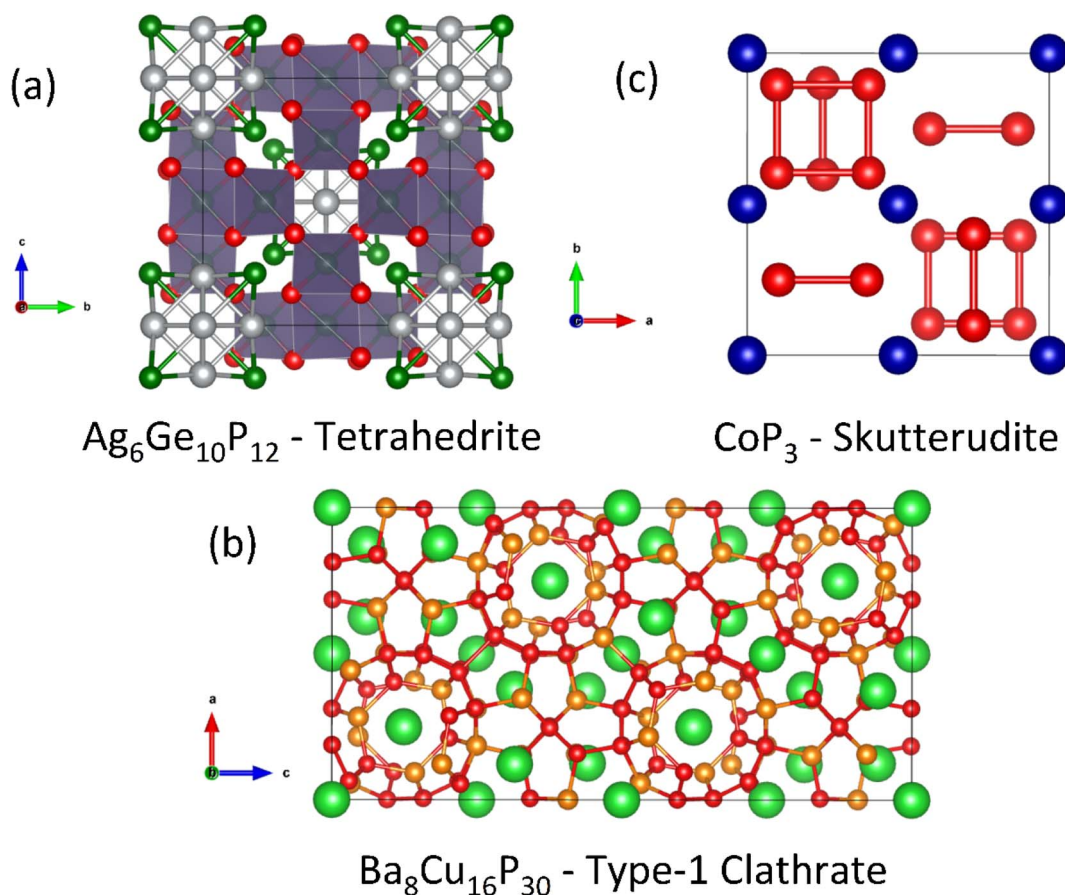 (a)
c
a
b
Ag₆Ge₁₀P₁₂ - Tetrahedrite
(c)
b
c
a
CoP₃ - Skutterudite
(b)
a
b
c
Ba₈Cu₁₆P₃₀ - Type-1 Clathrate